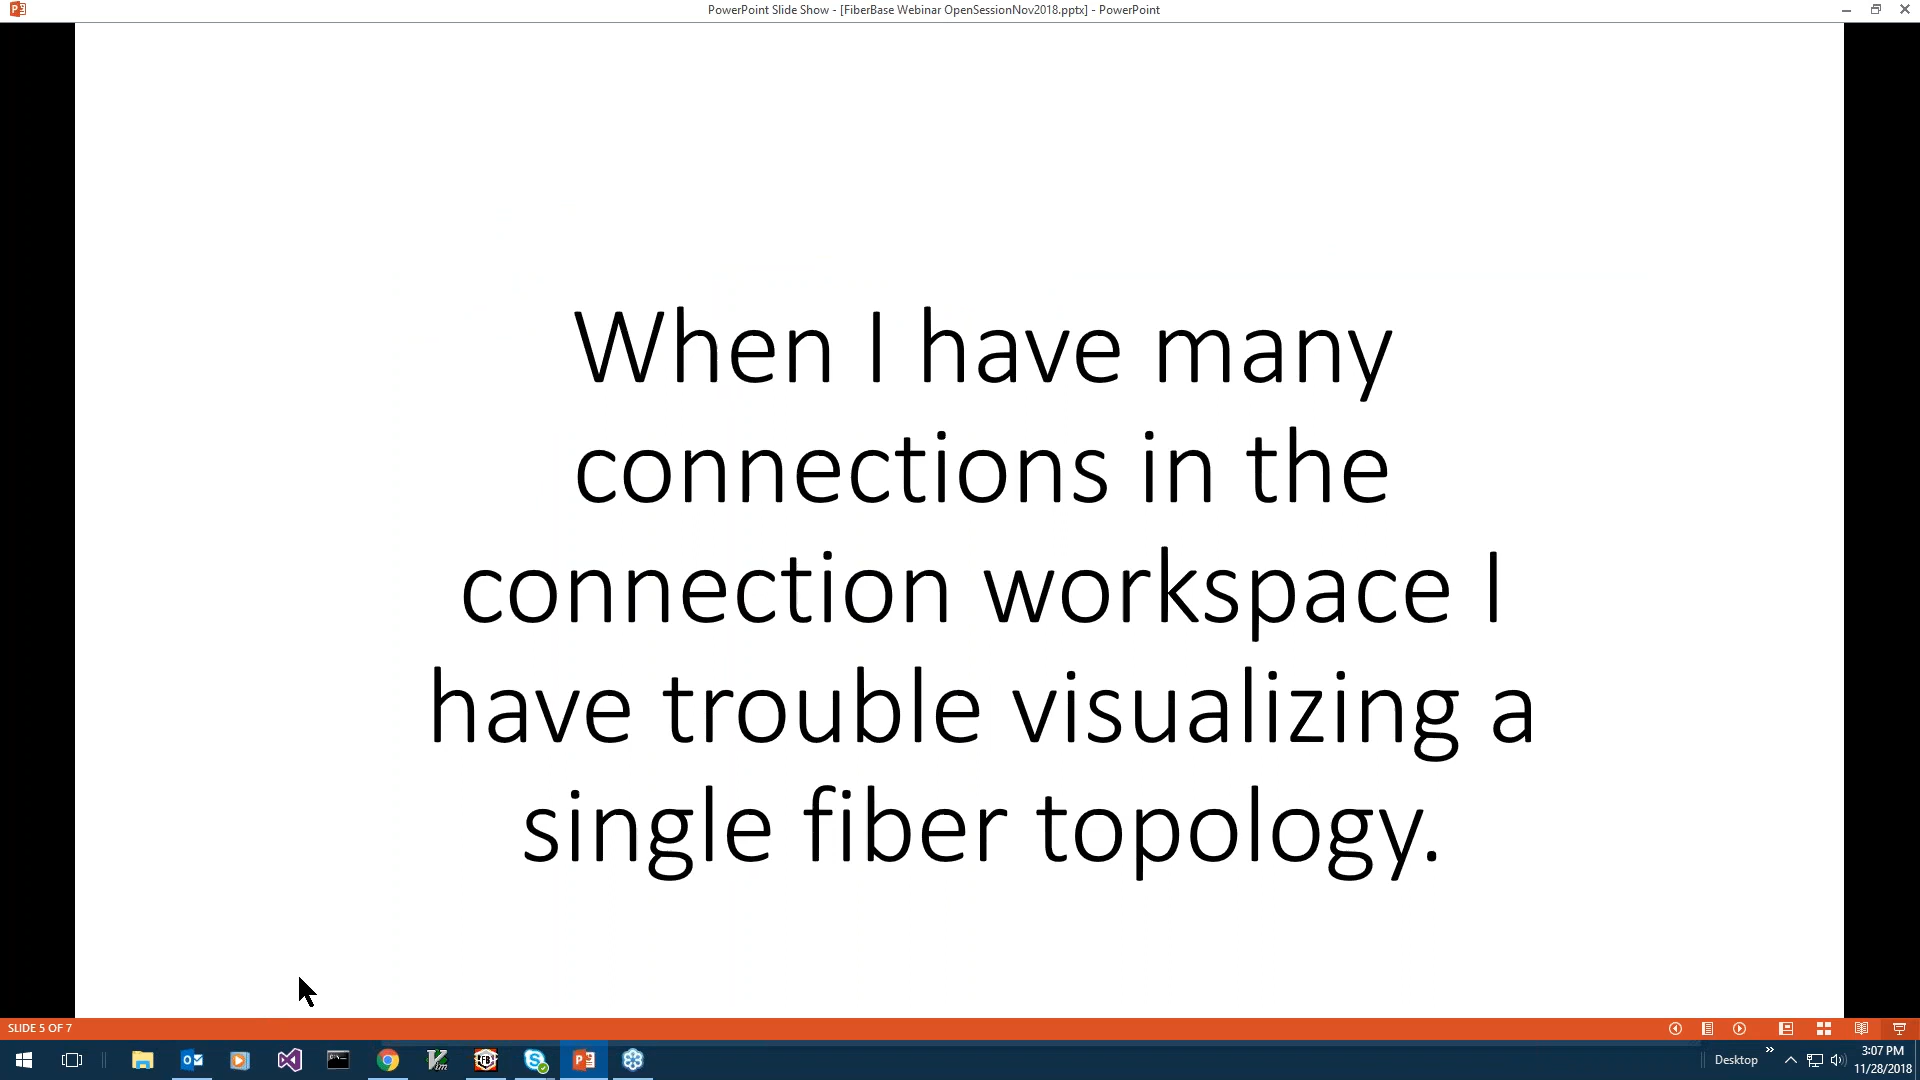 PowerPoint Slide Show - [FiberBase Webinar OpenSessionNov2018.pptx] - PowerPoint
When I have many
connections in the
connection workspace I
have trouble visualizing a
single fiber topology.
SLIDE 5 OF 7
Desktop
3:07 PM
11/28/2018